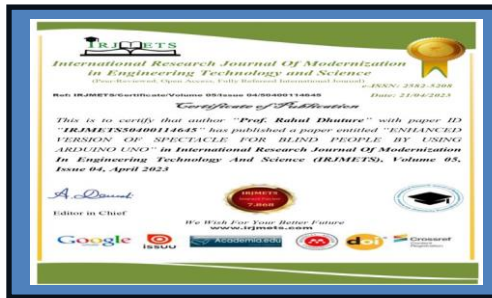 IRJMETS
International Research Journal Of Modernization
in Engineering Technology and Science
(Peer-Reviewed, Open Access, Fully Refereed International Journal)
e-ISSN: 2582-5208
Ref: IRJMETS/Certificate/Volume 05/Issue 04/50400114645
Date: 21/04/2023
Certificate of Publication
This is to certify that author "Prof. Rahul Dhuture" with paper ID
"IRJMETS50400114645" has published a paper entitled "ENHANCED
VERSION OF SPECTACLE FOR BLIND PEOPLE BY USING
ARDUINO UNO" in International Research Journal Of Modernization
In Engineering Technology And Science (IRJMETS), Volume 05,
Issue 04, April 2023
Editor in Chief
IRJMETS
Impact Factor
7.868
We Wish For Your Better Future
www.irjmets.com
Google
issuu
Academia.edu
doi
Crossref
Content
Registration